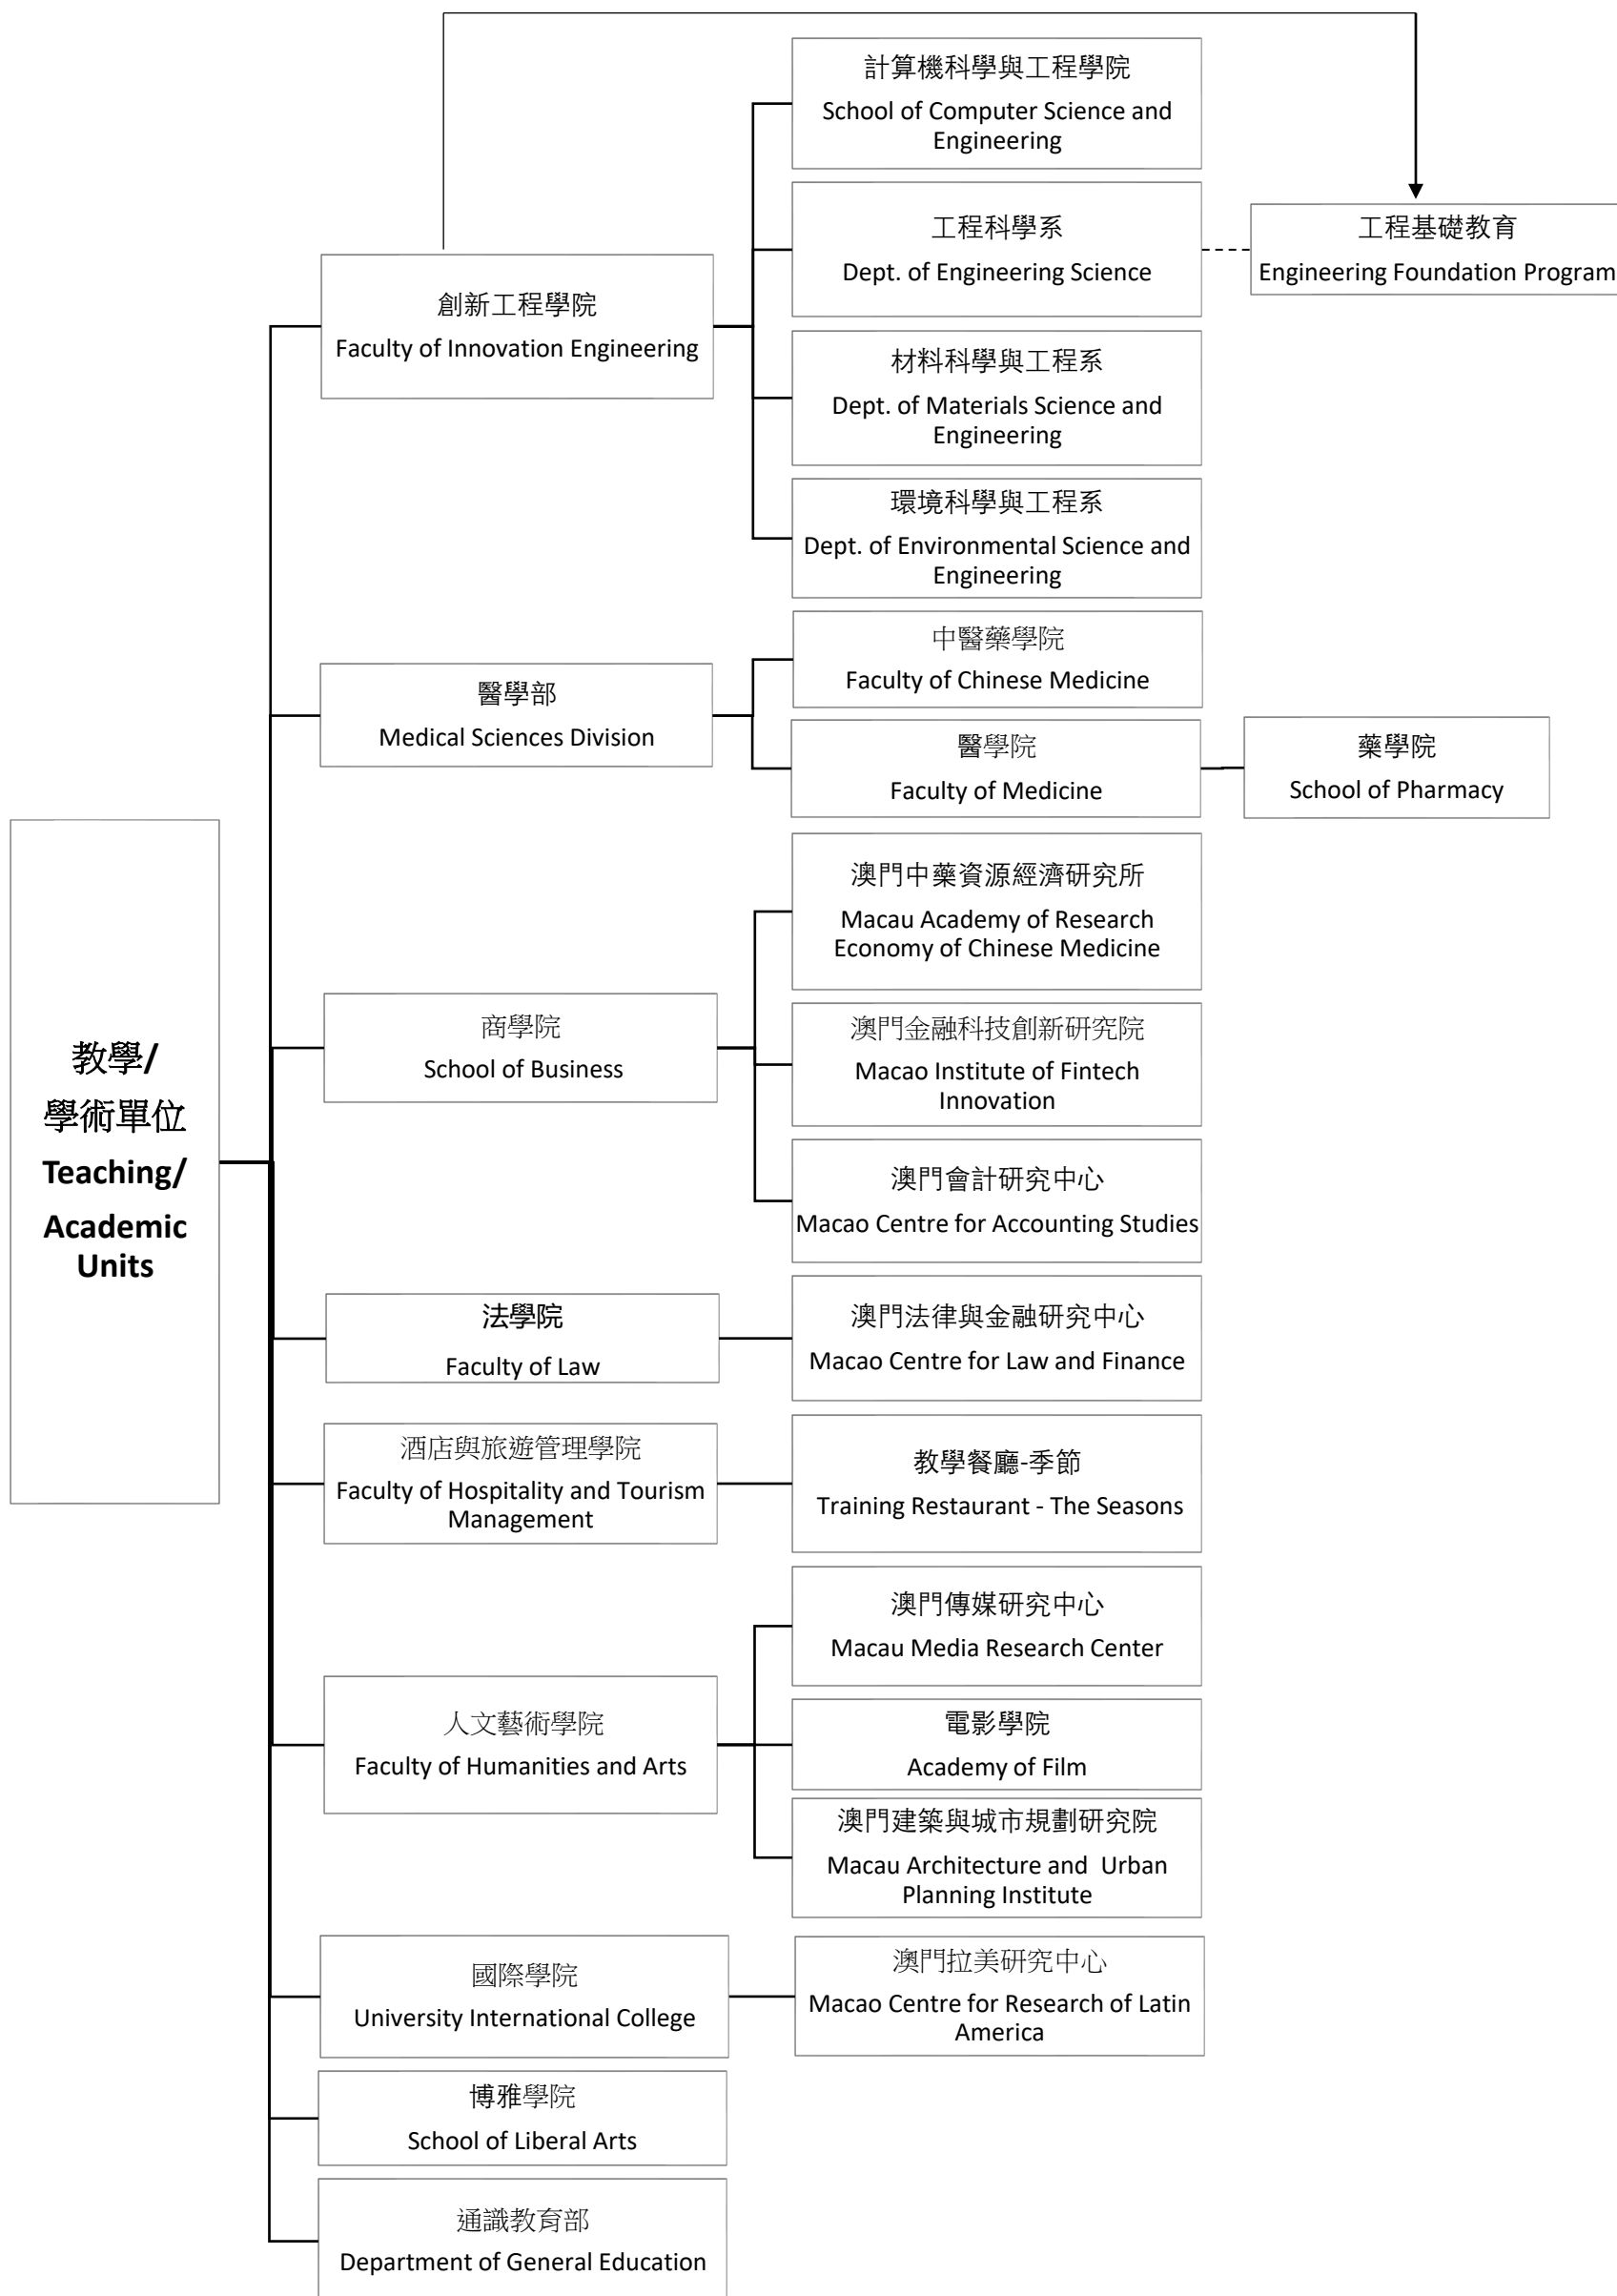 計算機科學與工程學院
School of Computer Science and
Engineering
工程科學系
Dept. of Engineering Science
工程基礎教育
Engineering Foundation Program
創新工程學院
Faculty of Innovation Engineering
材料科學與工程系
Dept. of Materials Science and
Engineering
環境科學與工程系
Dept. of Environmental Science and
Engineering
中醫藥學院
Faculty of Chinese Medicine
醫學部
Medical Sciences Division
醫學院
Faculty of Medicine
藥學院
School of Pharmacy
澳門中藥資源經濟研究所
Macau Academy of Research
Economy of Chinese Medicine
商學院
School of Business
澳門金融科技創新研究院
Macao Institute of Fintech
Innovation
教學/
學術單位
Teaching/
Academic
Units
澳門會計研究中心
Macao Centre for Accounting Studies
法學院
Faculty of Law
澳門法律與金融研究中心
Macao Centre for Law and Finance
酒店與旅遊管理學院
Faculty of Hospitality and Tourism
Management
教學餐廳-季節
Training Restaurant - The Seasons
澳門傳媒研究中心
Macau Media Research Center
人文藝術學院
Faculty of Humanities and Arts
電影學院
Academy of Film
澳門建築與城市規劃研究院
Macau Architecture and  Urban
Planning Institute
國際學院
University International College
澳門拉美研究中心
Macao Centre for Research of Latin
America
博雅學院
School of Liberal Arts
通識教育部
Department of General Education